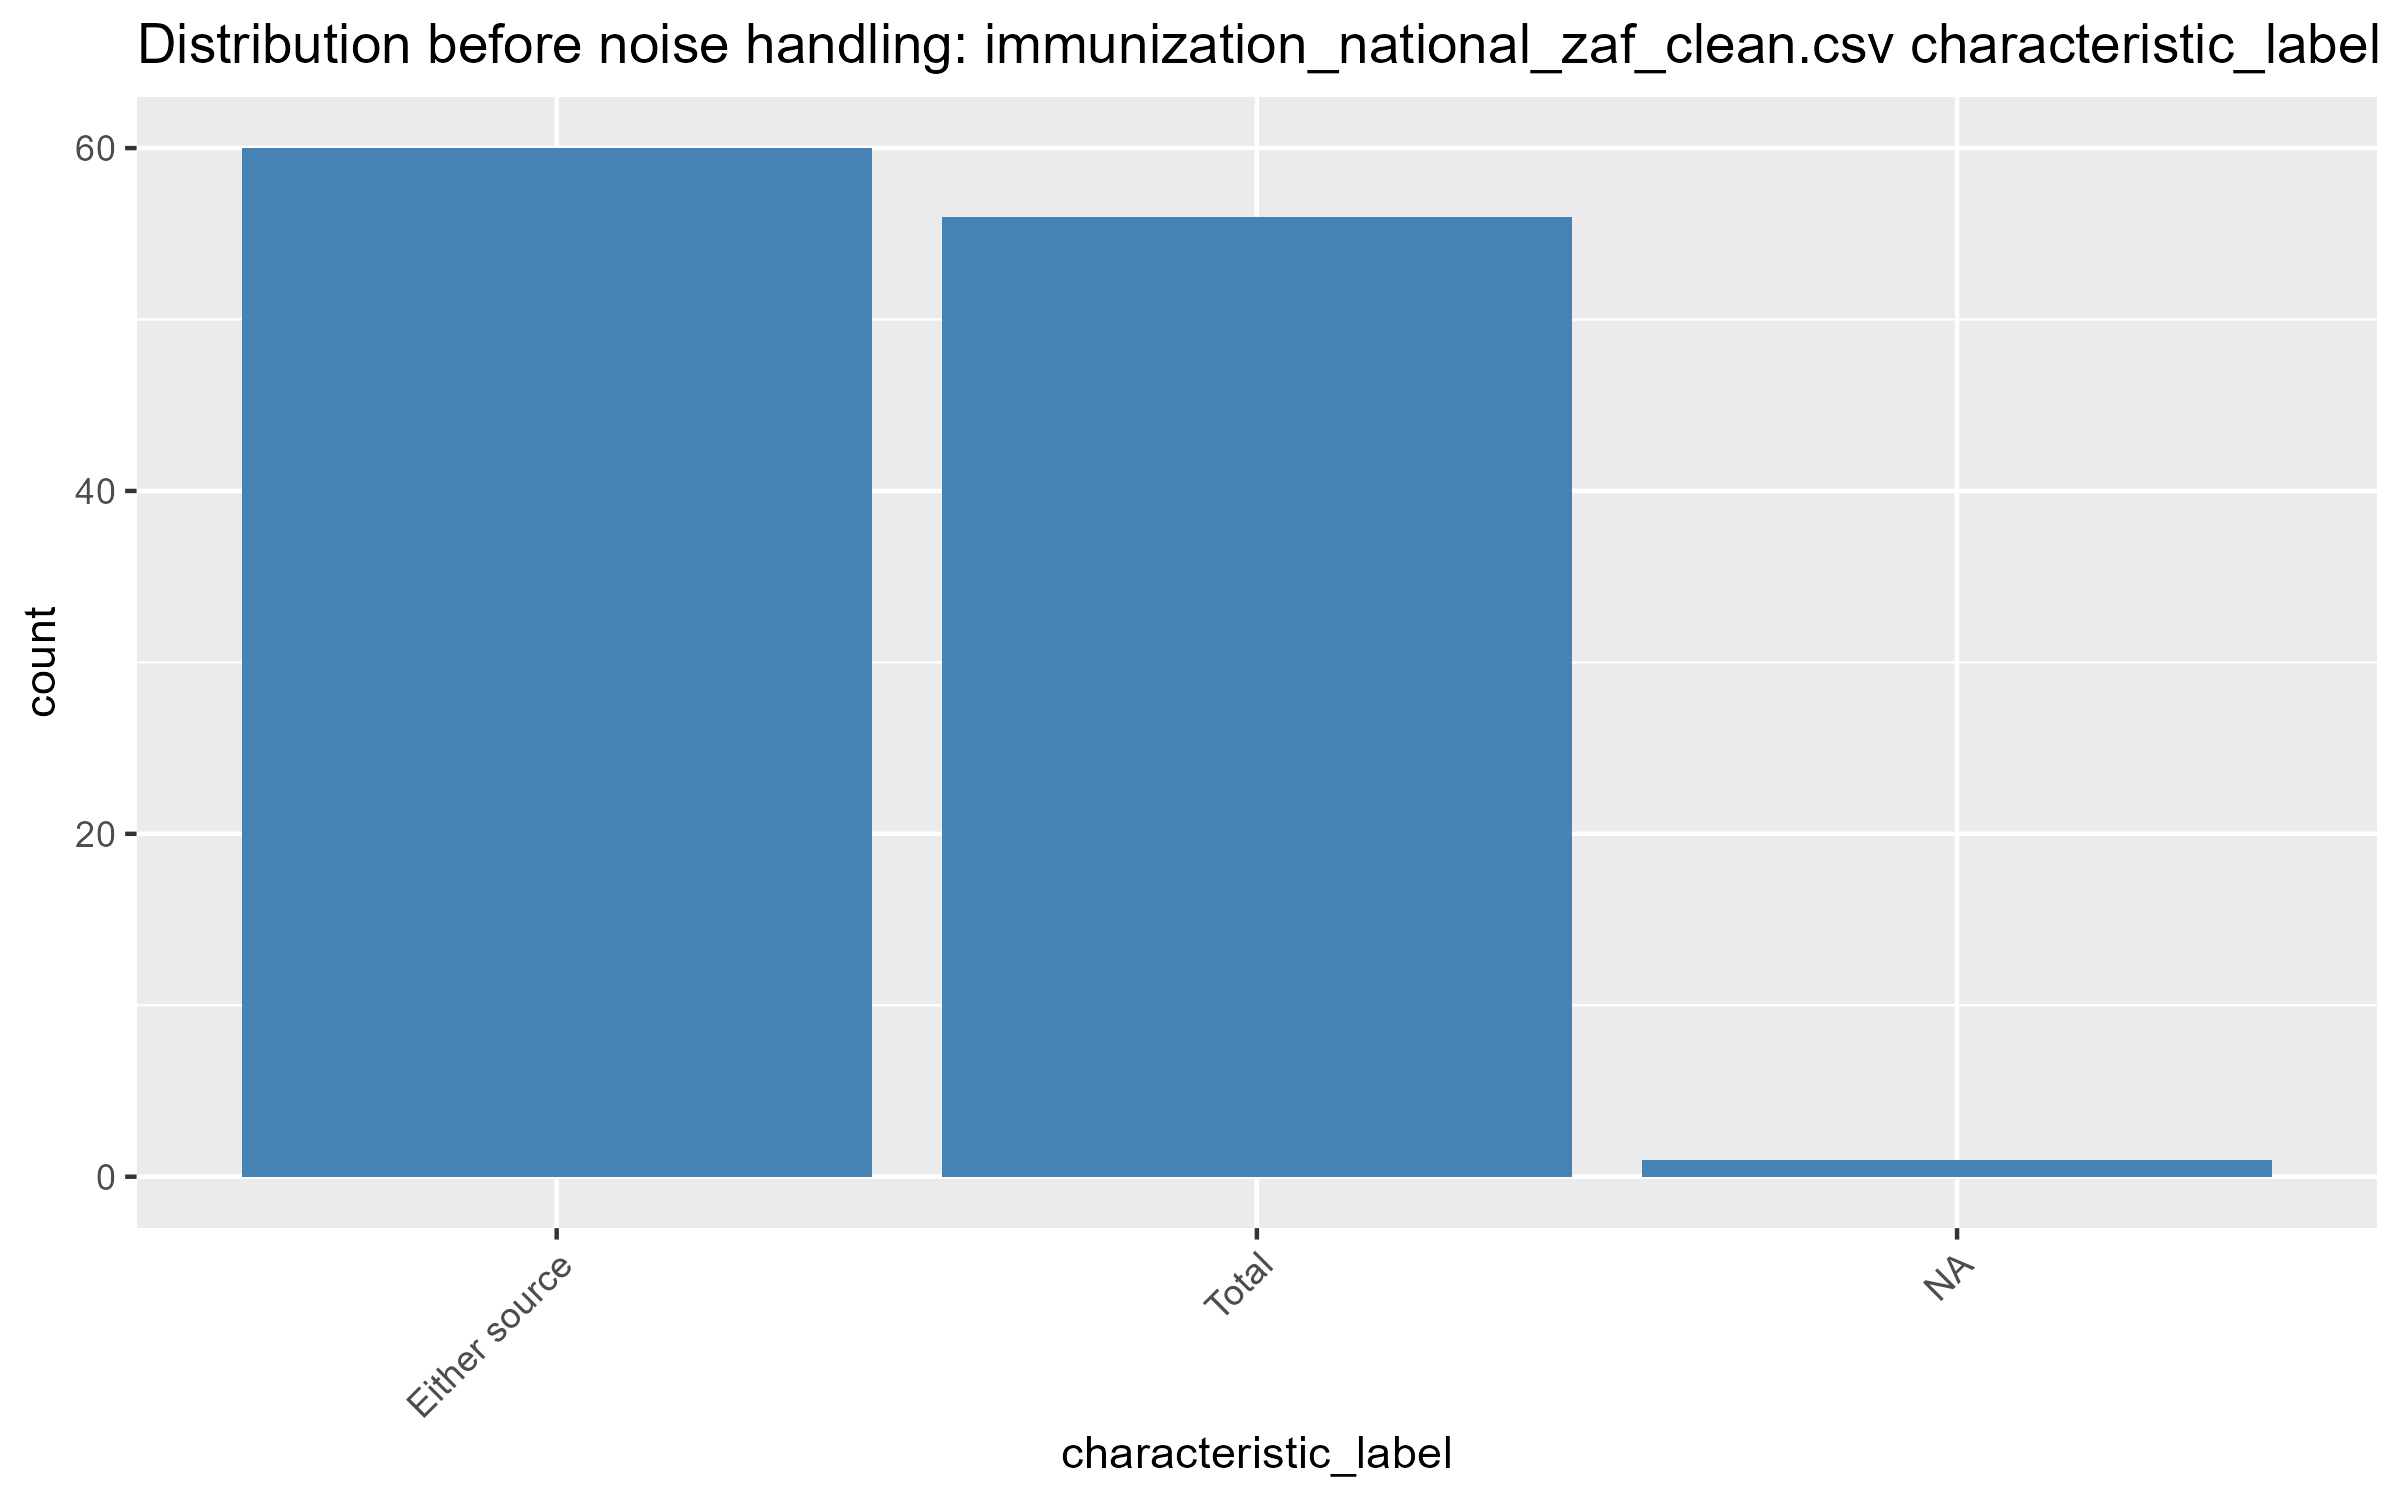 Distribution before noise handling: immunization_national_zaf_clean.csv characteristic_label
60
40
20
0
count
Either source
Total
NA
characteristic_label